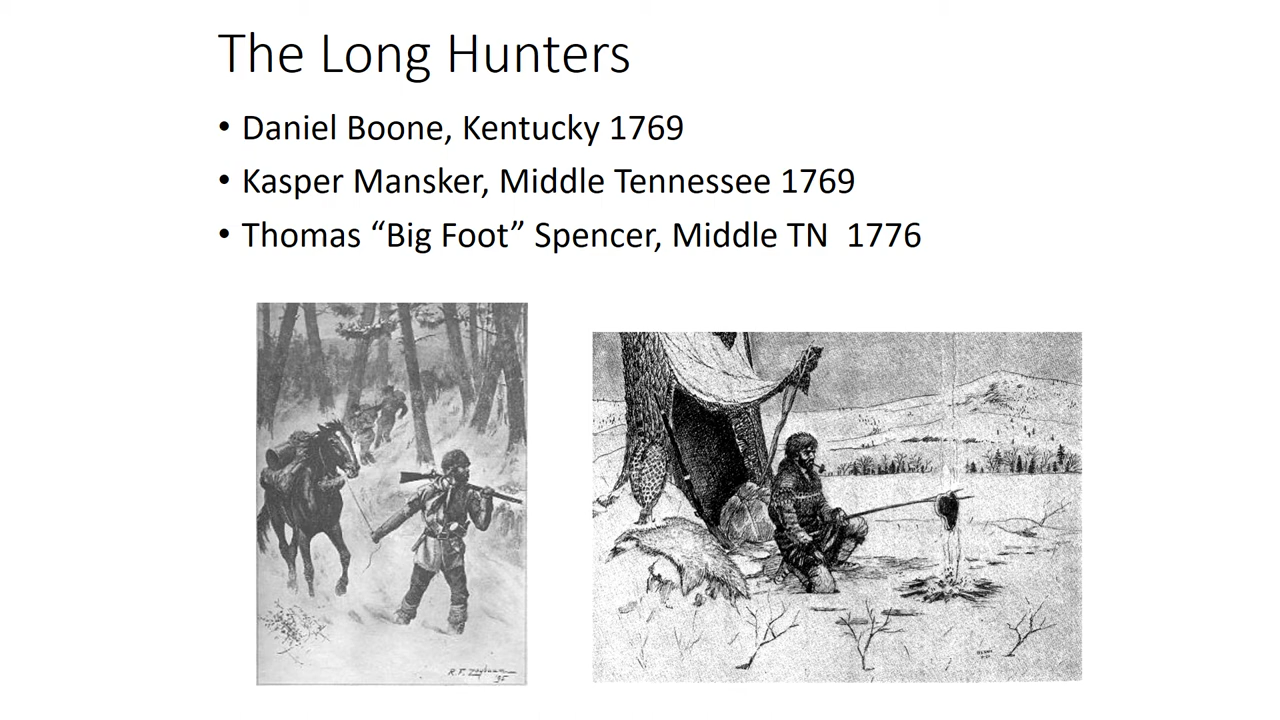 The Long Hunters
• Daniel Boone, Kentucky 1769
• Kasper Mansker, Middle Tennessee 1769
• Thomas “Big Foot” Spencer, Middle TN  1776